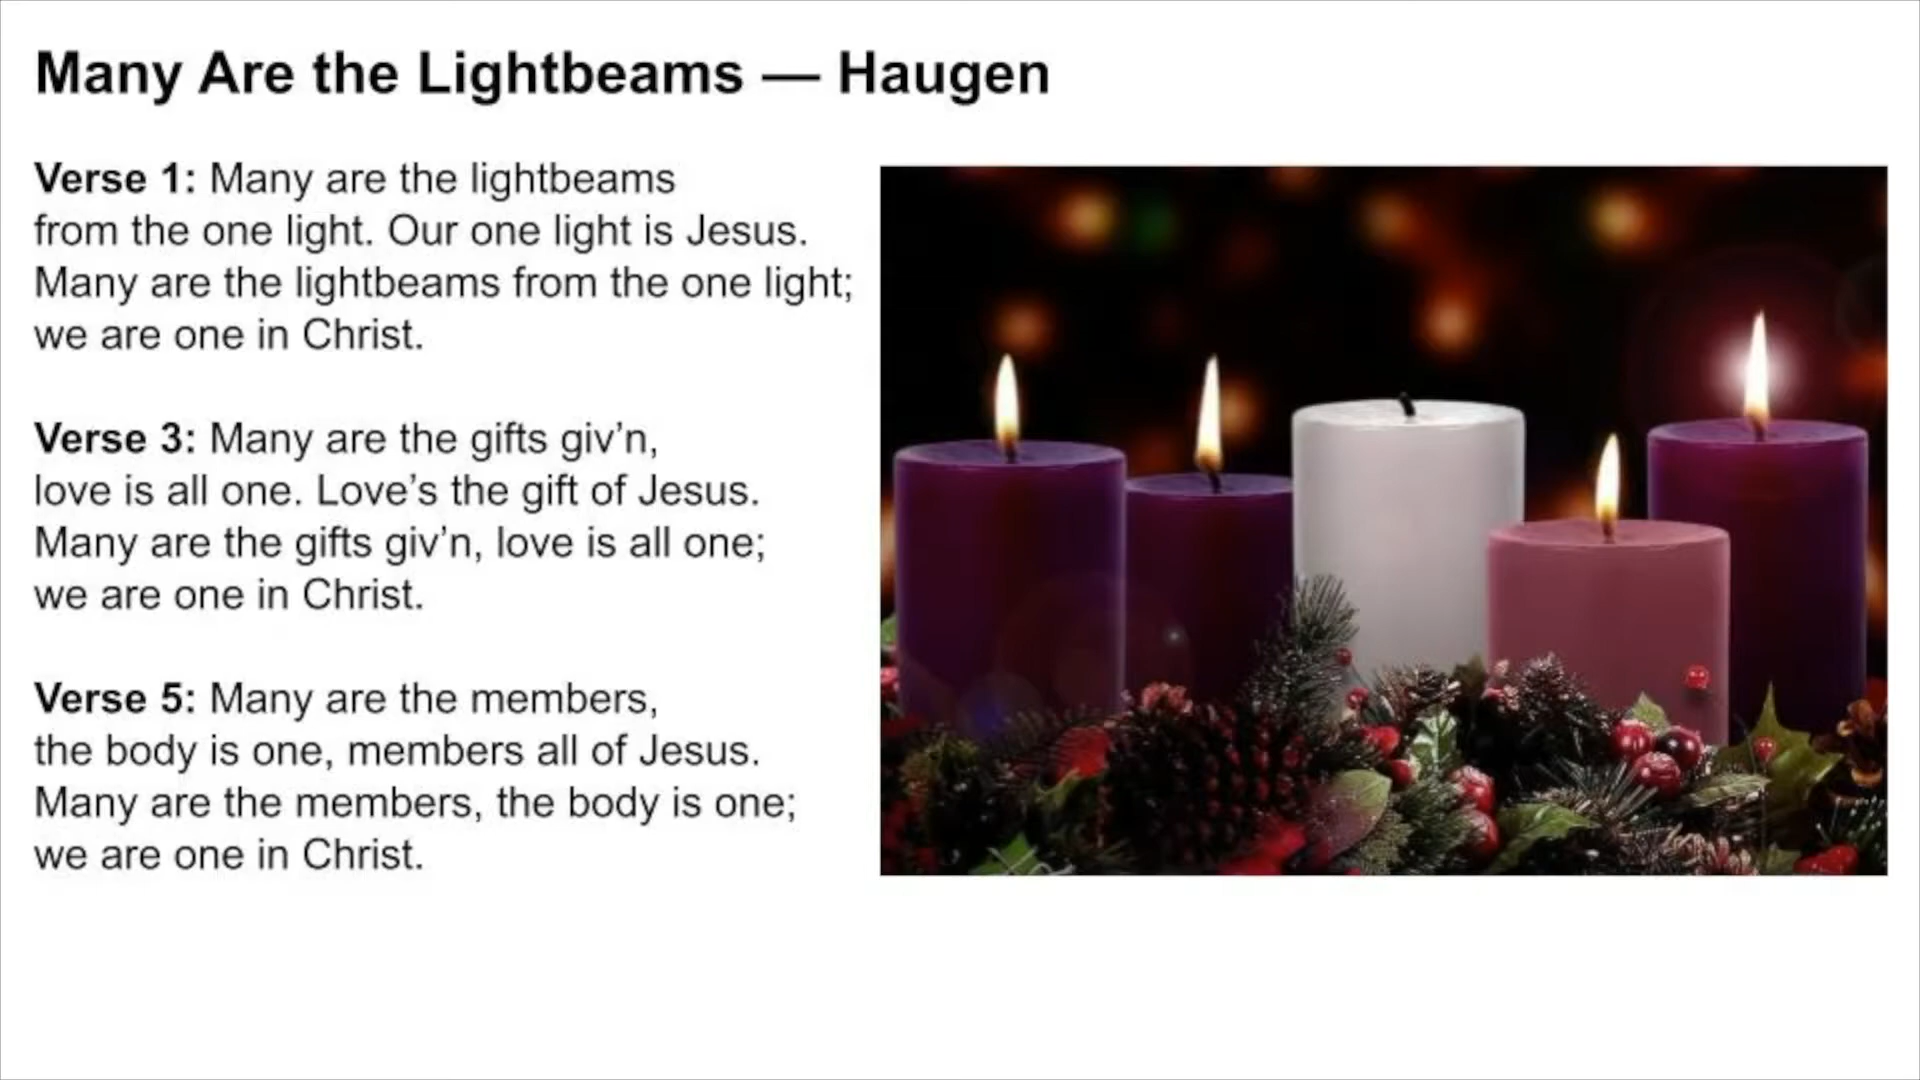 Many Are the Lightbeams — Haugen
Verse 1: Many are the lightbeams
from the one light. Our one light is Jesus.
Many are the lightbeams from the one light;
we are one in Christ.
Verse 3: Many are the gifts giv’n,
love is all one. Love’s the gift of Jesus.
Many are the gifts giv’n, love is all one;
we are one in Christ.
Verse 5: Many are the members,
the body is one, members all of Jesus.
Many are the members, the body is one;
we are one in Christ.